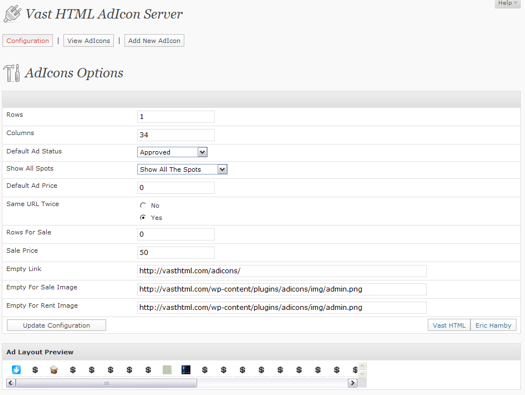 Help
Vast HTML AdIcon Server
Configuration | View AdIcons | Add New AdIcon
AdIcons Options
Rows 1
Columns 34
Default Ad Status Approved
Show All Spots Show All The Spots
Default Ad Price 0
Same URL Twice No
Yes
Rows For Sale 0
Sale Price 50
Empty Link http://vasthtml.com/adicons/
Empty For Sale Image http://vasthtml.com/wp-content/plugins/adicons/img/admin.png
Empty For Rent Image http://vasthtml.com/wp-content/plugins/adicons/img/admin.png
Update Configuration Vast HTML Eric Hamby
Ad Layout Preview
$ $ $ $ $ $ $ $ $ $ $ $ $ $ $